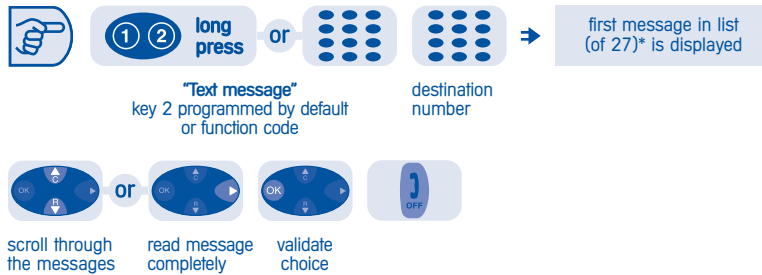 1 2
long
press
or
first message in list
(of 27)* is displayed
"Text message"
key 2 programmed by default
or function code
destination
number
C
OK
R
or
C
OK
R
C
OK
R
OFF
scroll through
the messages
read message
completely
validate
choice